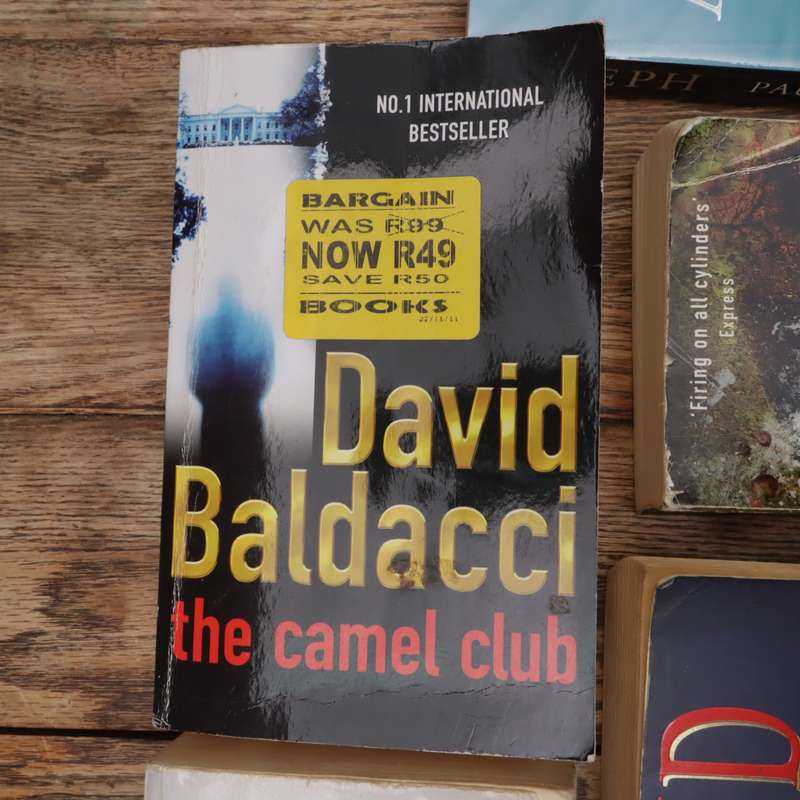 NO.1 INTERNATIONAL
BESTSELLER
BARGAIN
WAS R99
NOW R49
SAVE R50
BOOKS
David
Baldacci
the camel club
EPH
'Firing on all cylinders'
Express
D